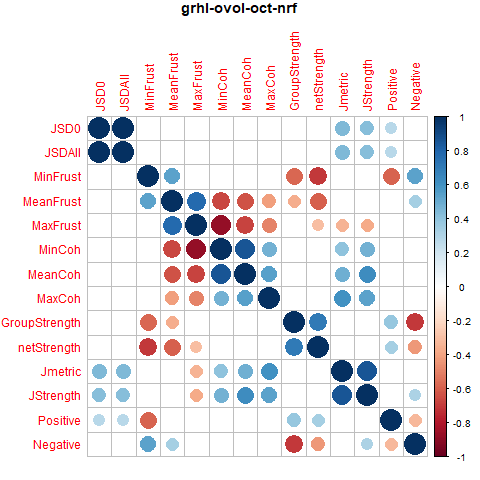 grhl-ovol-oct-nrf
JSD0
JSDAll
MinFrust
MeanFrust
MaxFrust
MinCoh
MeanCoh
MaxCoh
GroupStrength
netStrength
Jmetric
JStrength
Positive
Negative
JSD0
JSDAll
MinFrust
MeanFrust
MaxFrust
MinCoh
MeanCoh
MaxCoh
GroupStrength
netStrength
Jmetric
JStrength
Positive
Negative
1
0.8
0.6
0.4
0.2
0
-0.2
-0.4
-0.6
-0.8
-1